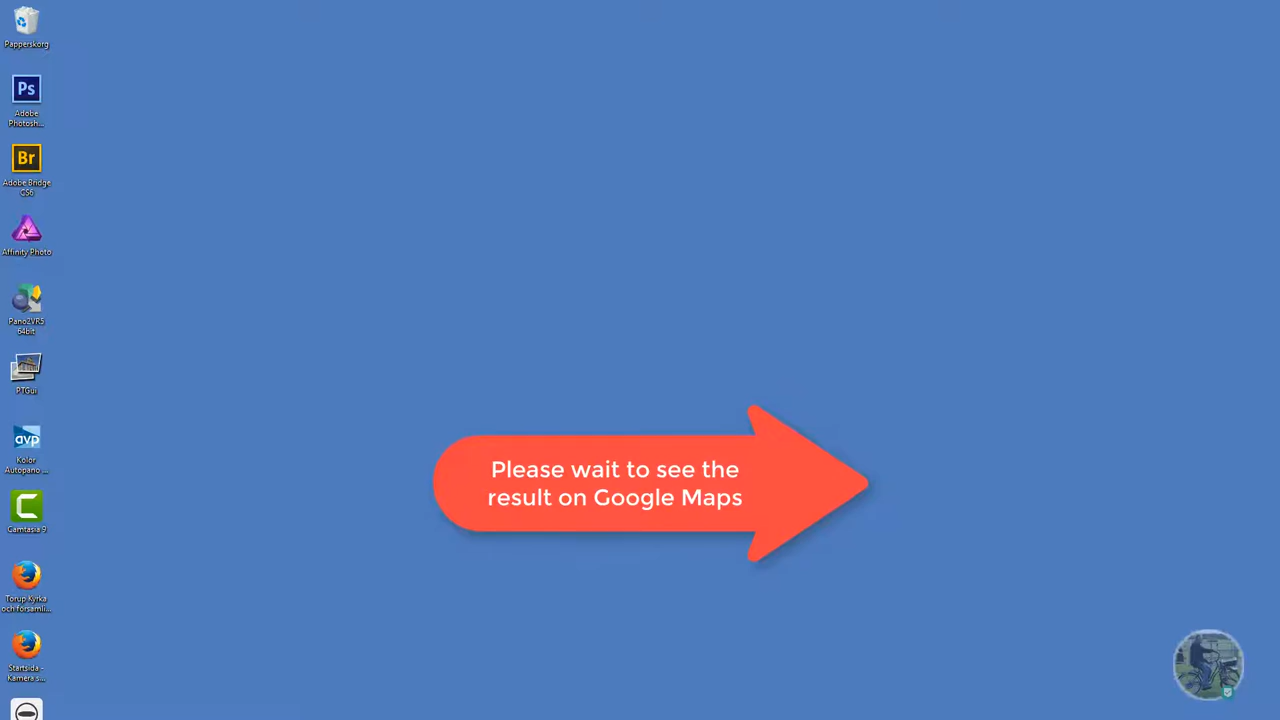 Papperskorg
Ps
Adobe
Photosh...
Br
Adobe Bridge
CS6
Affinity Photo
Pano2VR5
64bit
PTGui
avp
Kolor
Autopano ...
Camtasia 9
Torup Kyrka
och församli...
Startsida -
Kamera s...
Please wait to see the
result on Google Maps